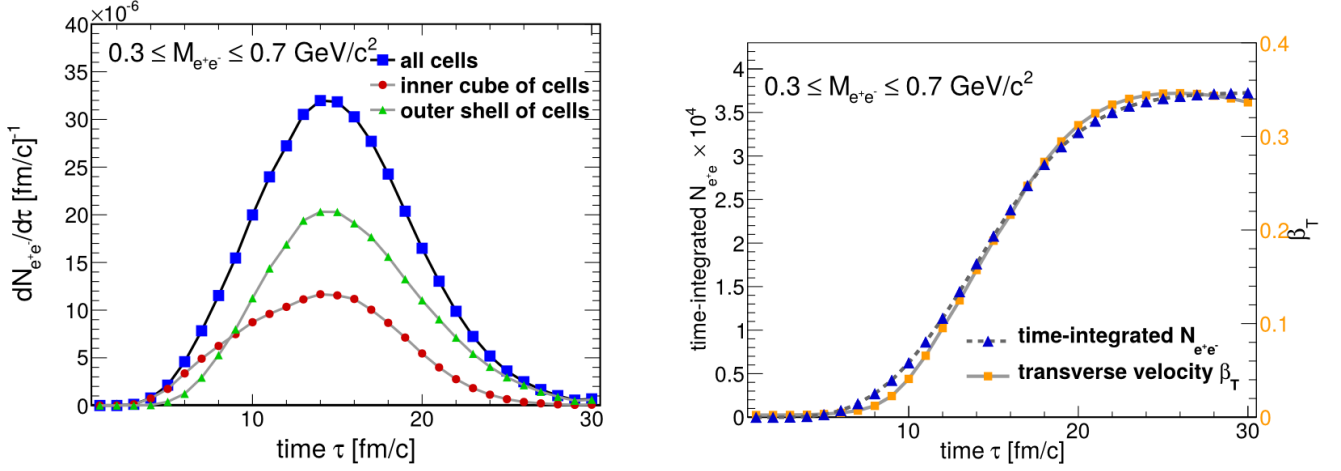 40 ×10⁻⁶
35
30
25
20
15
10
5
0
dN_{e⁺e⁻}/dτ [fm/c]⁻¹
0.3 ≤ M_{e⁺e⁻} ≤ 0.7 GeV/c²
all cells
inner cube of cells
outer shell of cells
10
20
30
time τ [fm/c]
4
3.5
3
2.5
2
1.5
1
0.5
0
time-integrated N_{e⁺e⁻} × 10⁴
0.3 ≤ M_{e⁺e⁻} ≤ 0.7 GeV/c²
time-integrated N_{e⁺e⁻}
transverse velocity β_T
10
20
30
time τ [fm/c]
0.4
0.3
0.2
0.1
0
β_T